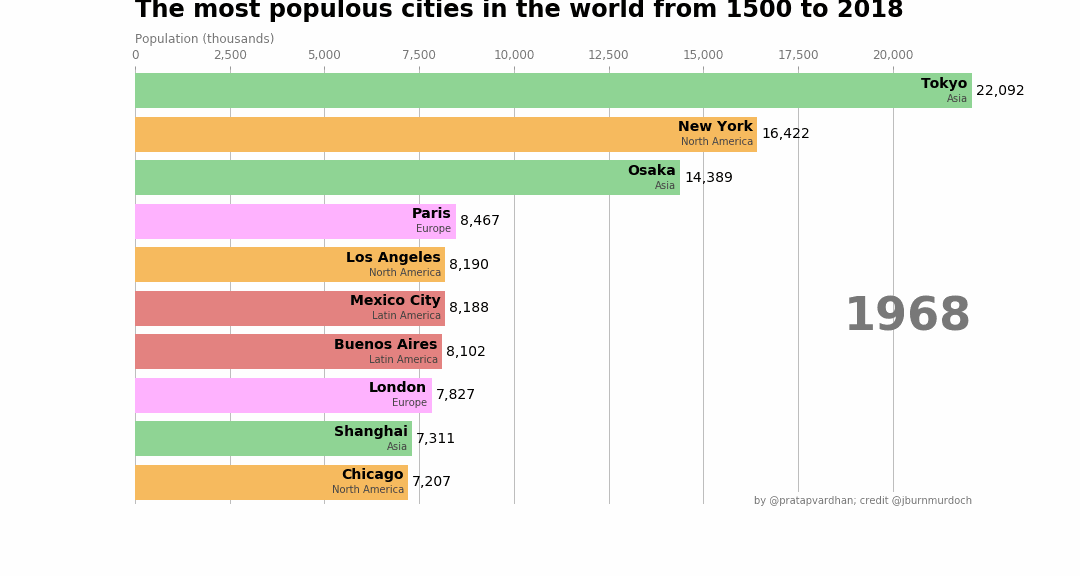 The most populous cities in the world from 1500 to 2018
Population (thousands)
0 2,500 5,000 7,500 10,000 12,500 15,000 17,500 20,000
Tokyo 22,092
Asia
New York 16,422
North America
Osaka 14,389
Asia
Paris 8,467
Europe
Los Angeles 8,190
North America
Mexico City 8,188
Latin America
1968
Buenos Aires 8,102
Latin America
London 7,827
Europe
Shanghai 7,311
Asia
Chicago 7,207
North America
by @pratapvardhan; credit @jburnmurdoch